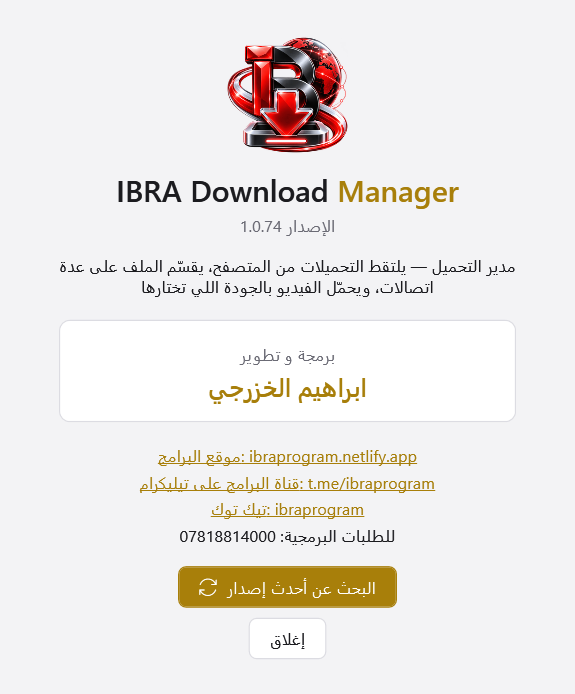 IBRA Download Manager
الإصدار 1.0.74
مدير التحميل — يلتقط التحميلات من المتصفح، يقسّم الملف على عدة
اتصالات، ويحمّل الفيديو بالجودة اللي تختارها
برمجة و تطوير
ابراهيم الخزرجي
موقع البرامج: ibraprogram.netlify.app
قناة البرامج على تيليكرام: t.me/ibraprogram
تيك توك: ibraprogram
للطلبات البرمجية: 07818814000
البحث عن أحدث إصدار
إغلاق